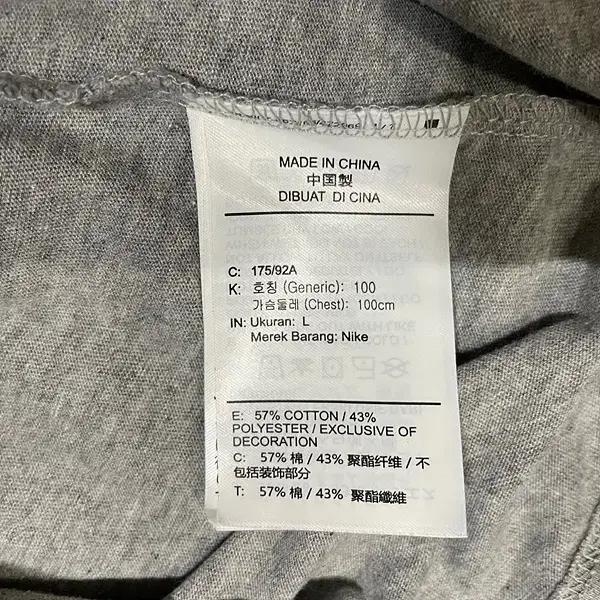 MADE IN CHINA
中国製
DIBUAT DI CINA
C: 175/92A
K: 호칭 (Generic): 100
가슴둘레 (Chest): 100cm
IN: Ukuran: L
Merek Barang: Nike
E: 57% COTTON / 43%
POLYESTER / EXCLUSIVE OF
DECORATION
C: 57% 棉 / 43% 聚酯纤维 / 不
包括装饰部分
T: 57% 棉 / 43% 聚酯纖維